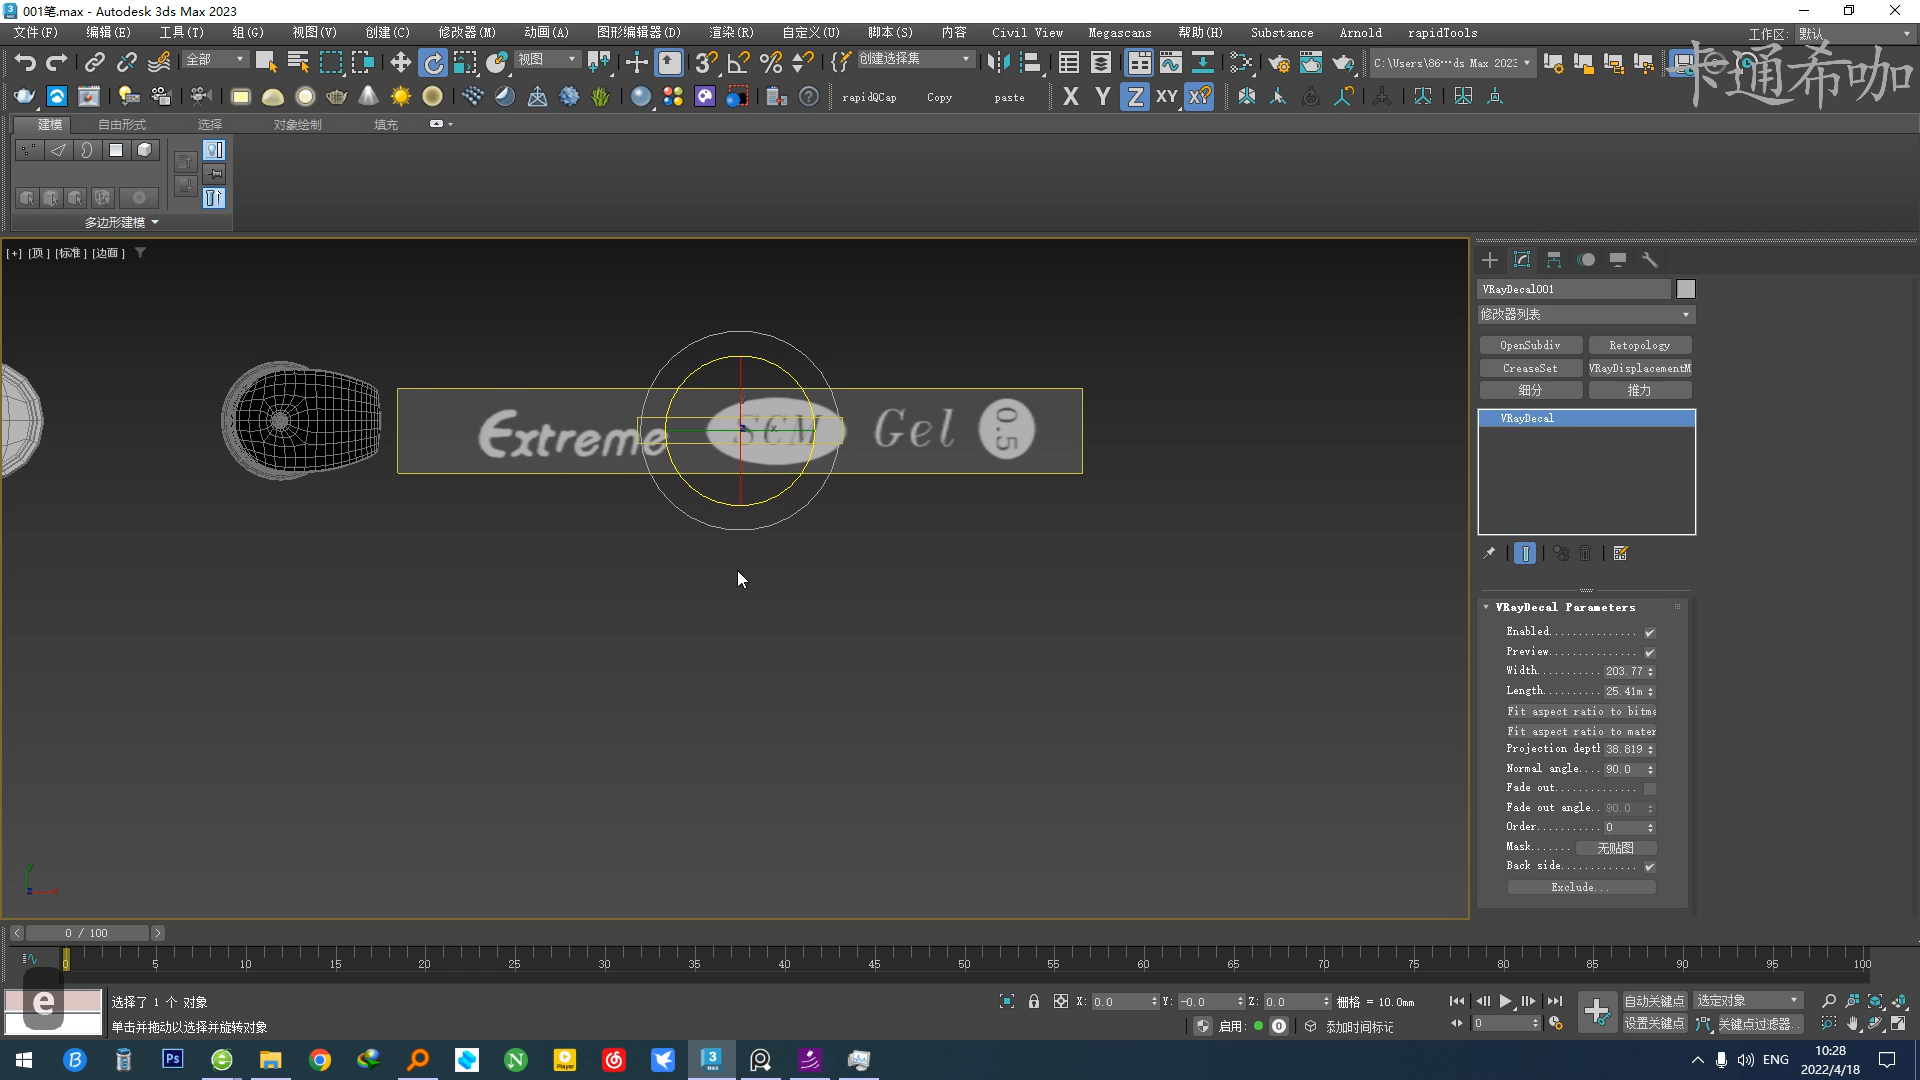 001笔.max - Autodesk 3ds Max 2023
文件(F) 编辑(E) 工具(T) 组(G) 视图(V) 创建(C) 修改器(M) 动画(A) 图形编辑器(D) 渲染(R) 自定义(U) 脚本(S) 内容 Civil View Megascans 帮助(H) Substance Arnold rapidTools 工作区: 默认
全部 视图 创建选择集 C:\Users\86···ds Max 2023
卡通希咖
rapidQCap Copy paste X Y Z XY XY
建模 自由形式 选择 对象绘制 填充
多边形建模
[+] [顶] [标准] [边面]
Extreme SCM Gel 0.5
VRayDecal001
修改器列表
OpenSubdiv Retopology
CreaseSet VRayDisplacementM
细分 推力
VRayDecal
VRayDecal Parameters
Enabled...............
Preview...............
Width........... 203.77
Length.......... 25.41m
Fit aspect ratio to bitma
Fit aspect ratio to mater
Projection dept 38.819
Normal angle.... 90.0
Fade out..............
Fade out angle.. 90.0
Order........... 0
Mask....... 无贴图
Back side.............
Exclude...
0 / 100
0 5 10 15 20 25 30 35 40 45 50 55 60 65 70 75 80 85 90 95 100
e
选择了 1 个 对象
单击并拖动以选择并旋转对象
X: 0.0 Y: -0.0 Z: 0.0 栅格 = 10.0mm
启用: 0 添加时间标记
自动关键点 选定对象
0 设置关键点 关键点过滤器...
ENG
10:28
2022/4/18